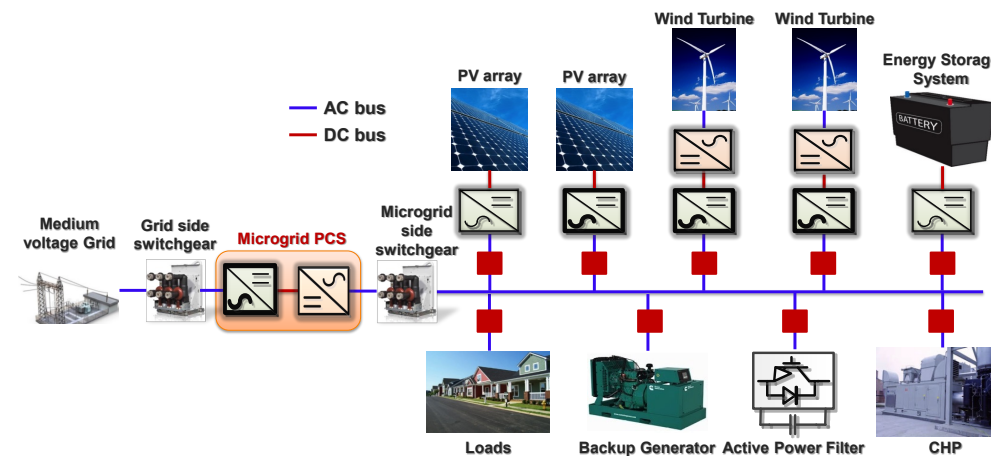 Wind Turbine
Wind Turbine
PV array
PV array
Energy Storage
System
BATTERY
AC bus
DC bus
Medium
voltage Grid
Grid side
switchgear
Microgrid PCS
Microgrid
side
switchgear
Loads
Backup Generator
Active Power Filter
CHP